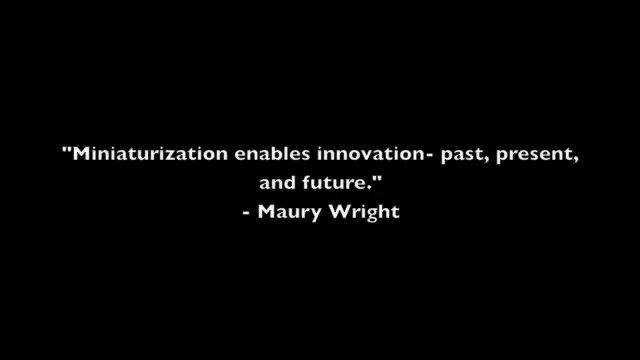 "Miniaturization enables innovation- past, present,
and future."
- Maury Wright